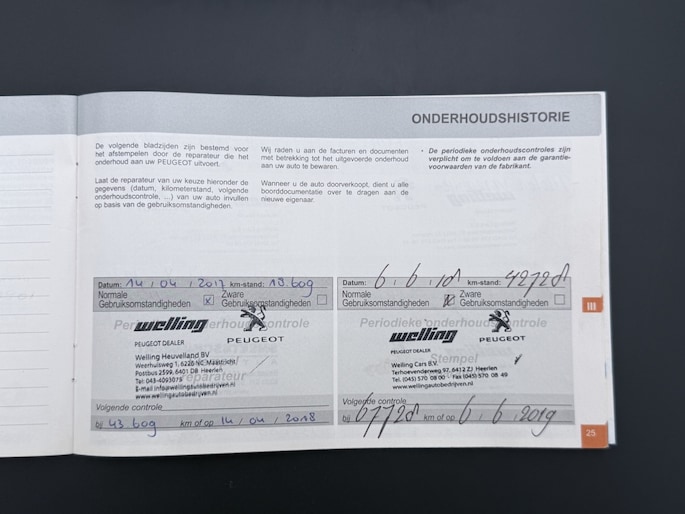 ONDERHOUDSHISTORIE
De volgende bladzijden zijn bestemd voor
het afstempelen door de reparateur die het
onderhoud aan uw PEUGEOT uitvoert.
Laat de reparateur van uw keuze hieronder de
gegevens (datum, kilometerstand, volgende
onderhoudscontrole, ...) van uw auto invullen
op basis van de gebruiksomstandigheden.
Wij raden u aan de facturen en documenten
met betrekking tot het uitgevoerde onderhoud
aan uw auto te bewaren.
Wanneer u de auto doorverkoopt, dient u alle
boorddocumentatie over te dragen aan de
nieuwe eigenaar.
• De periodieke onderhoudscontroles zijn
verplicht om te voldoen aan de garantie-
voorwaarden van de fabrikant.
Datum: 14 / 04 / 2017 km-stand: 13.609
Normale
Gebruiksomstandigheden x
Zware
Gebruiksomstandigheden
Periodieke onderhoudscontrole
welling
PEUGEOT
PEUGEOT DEALER
Welling Heuvelland BV
Weerhuisweg 1, 6226 NC Maastricht
Postbus 2599, 6401 DB Heerlen
Tel: 043-4093075
E-mail info@wellingautobedrijven.nl
www.wellingautobedrijven.nl
reparateur
Volgende controle
bij 43 609 km of op 14 / 04 / 2018
Datum: 6 / 6 / km-stand:
Normale
Gebruiksomstandigheden x
Zware
Gebruiksomstandigheden
Periodieke onderhoudscontrole
welling
PEUGEOT
PEUGEOT DEALER
Stempel
Welling Cars B.V.
Terhoevenderweg 97, 6412 ZJ Heerlen
Tel. (045) 570 08 00 Fax (045) 570 08 49
www.wellingautobedrijven.nl
Volgende controle
bij km of op 6 / 6 / 2019
III
25